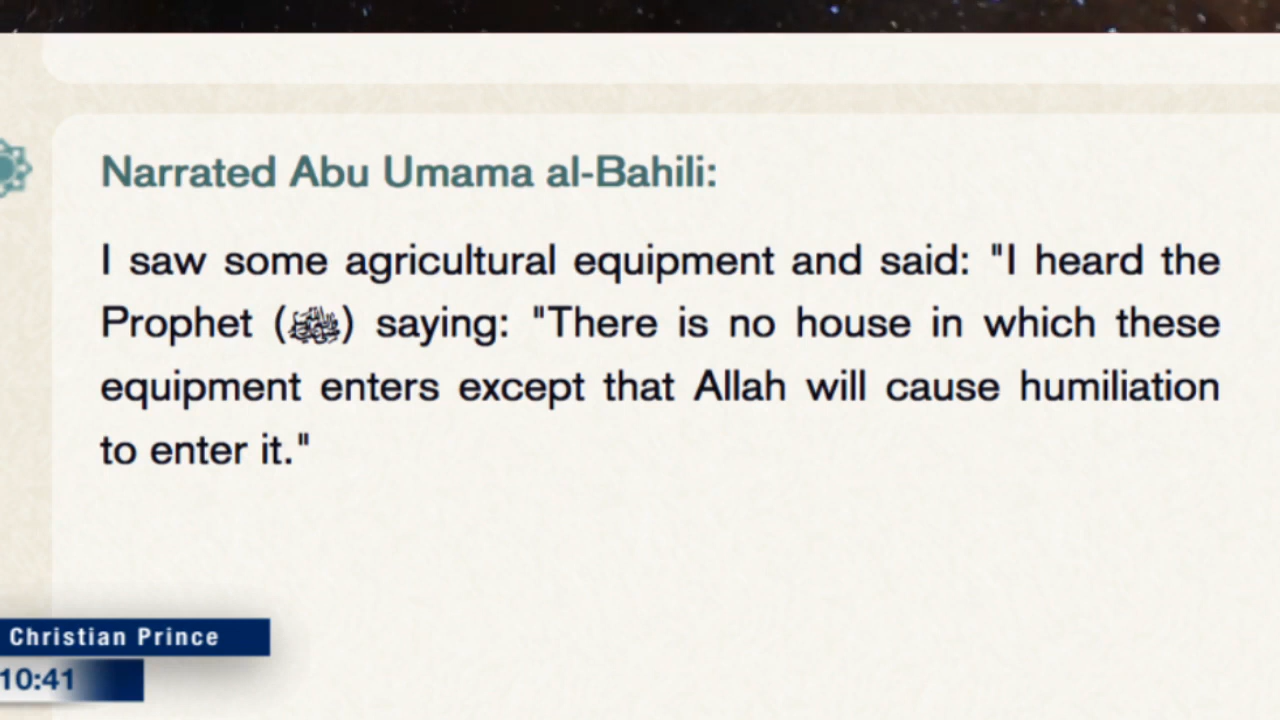 Narrated Abu Umama al-Bahili:
I saw some agricultural equipment and said: "I heard the
Prophet (ﷺ) saying: "There is no house in which these
equipment enters except that Allah will cause humiliation
to enter it."
Christian Prince
10:41